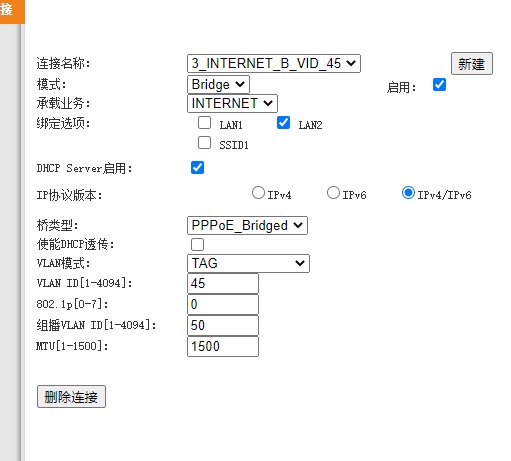 接
连接名称: 3_INTERNET_B_VID_45 新建
模式: Bridge 启用:
承载业务: INTERNET
绑定选项: LAN1 LAN2
SSID1
DHCP Server启用:
IP协议版本: IPv4 IPv6 IPv4/IPv6
桥类型: PPPoE_Bridged
使能DHCP透传:
VLAN模式: TAG
VLAN ID[1-4094]: 45
802.1p[0-7]: 0
组播VLAN ID[1-4094]: 50
MTU[1-1500]: 1500
删除连接